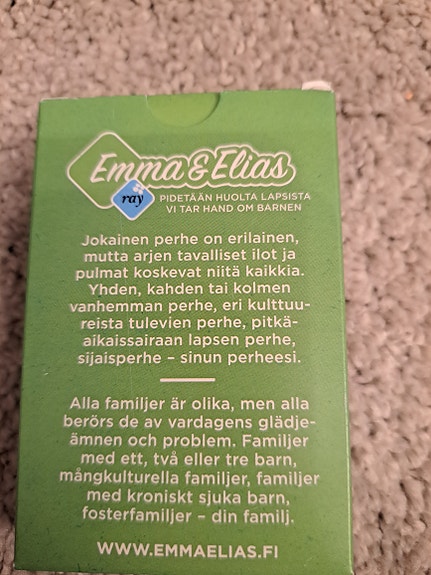 Emma & Elias
ray
PIDETÄÄN HUOLTA LAPSISTA
VI TAR HAND OM BARNEN
Jokainen perhe on erilainen,
mutta arjen tavalliset ilot ja
pulmat koskevat niitä kaikkia.
Yhden, kahden tai kolmen
vanhemman perhe, eri kulttuu-
reista tulevien perhe, pitkä-
aikaissairaan lapsen perhe,
sijaisperhe – sinun perheesi.
Alla familjer är olika, men alla
berörs de av vardagens glädje-
ämnen och problem. Familjer
med ett, två eller tre barn,
mångkulturella familjer, familjer
med kroniskt sjuka barn,
fosterfamiljer – din familj.
WWW.EMMAELIAS.FI